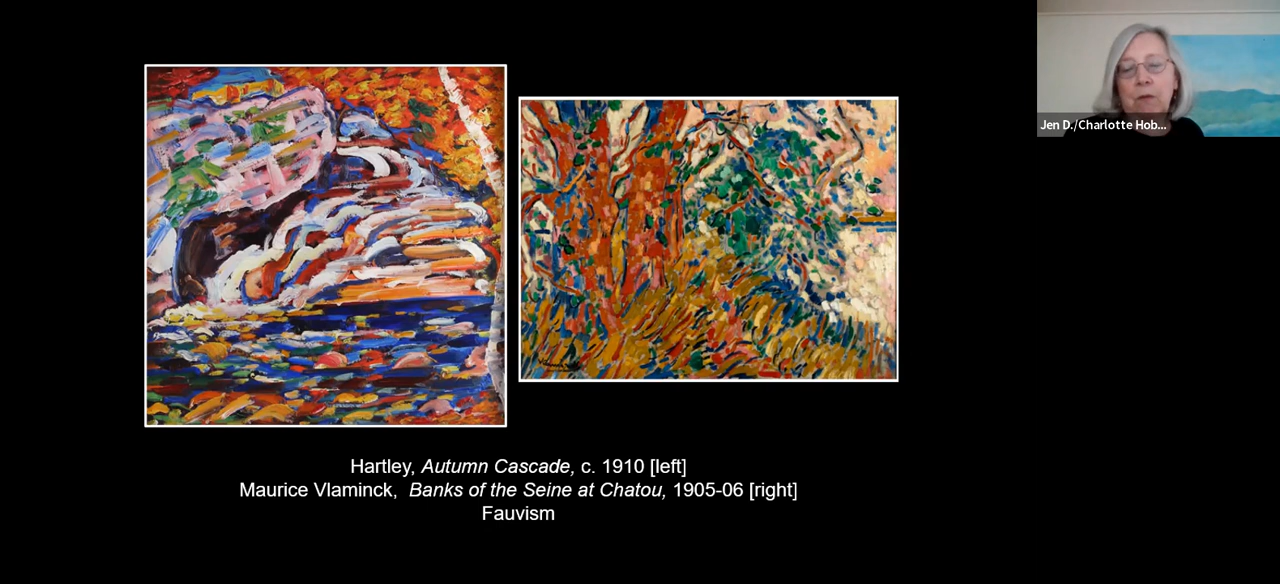 Jen D./Charlotte Hob...
Hartley, Autumn Cascade, c. 1910 [left]
Maurice Vlaminck, Banks of the Seine at Chatou, 1905-06 [right]
Fauvism